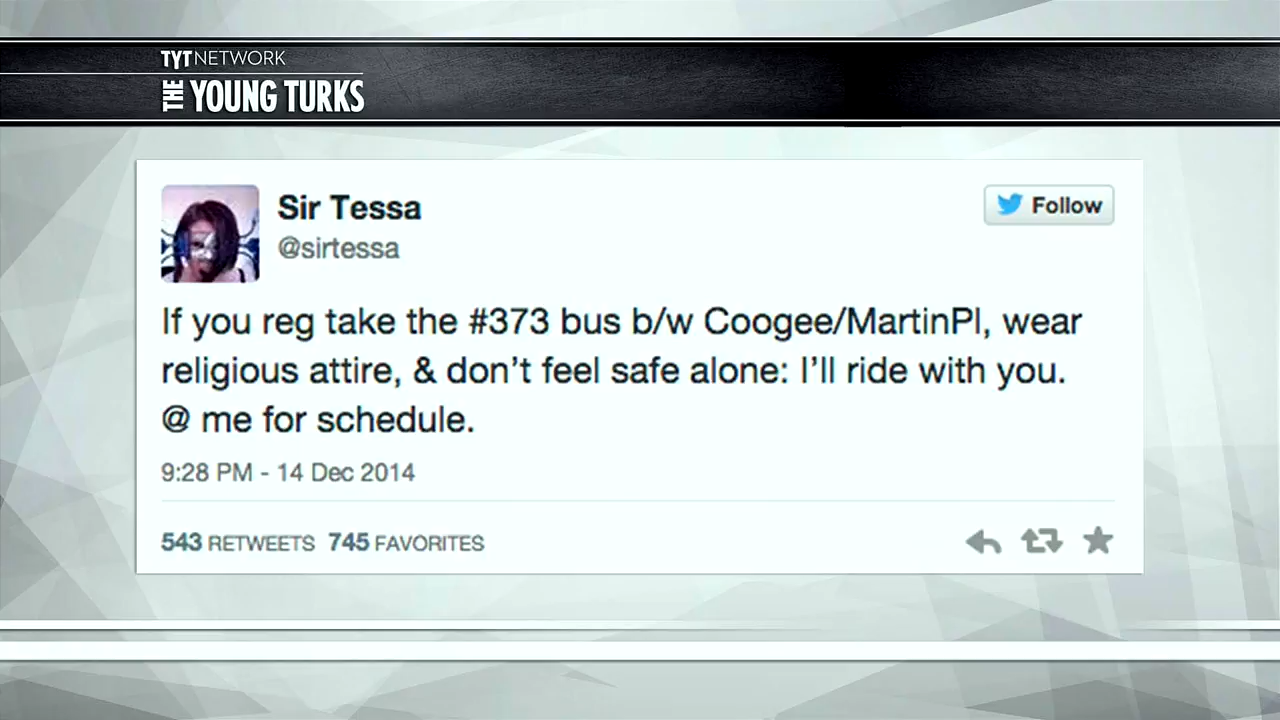 TYT NETWORK
THE YOUNG TURKS
Sir Tessa
@sirtessa
Follow
If you reg take the #373 bus b/w Coogee/MartinPl, wear
religious attire, & don't feel safe alone: I'll ride with you.
@ me for schedule.
9:28 PM - 14 Dec 2014
543 RETWEETS 745 FAVORITES